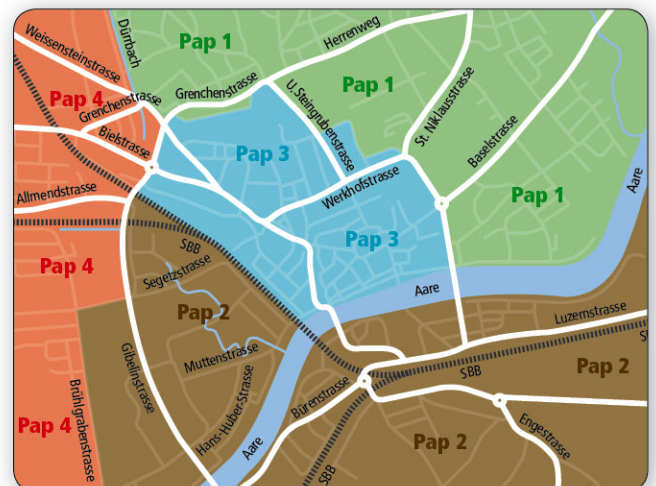 Pap 1
Herrenweg
Dürrbach
Weissensteinstrasse
Pap 4
Grenchenstrasse
Grenchenstrasse
Pap 1
U. Steingrubenstrasse
St. Niklausstrasse
Baselstrasse
Bielstrasse
Pap 3
Werkhofstrasse
Pap 1
Aare
Allmendstrasse
Pap 3
SBB
Pap 4
Segetzstrasse
Aare
Pap 2
Luzernstrasse
Muttenstrasse
Gibelinstrasse
SBB
Pap 2
Hans-Huber-Strasse
Bürenstrasse
Brühlgrabenstrasse
Pap 4
Aare
Pap 2
Engestrasse
SBB